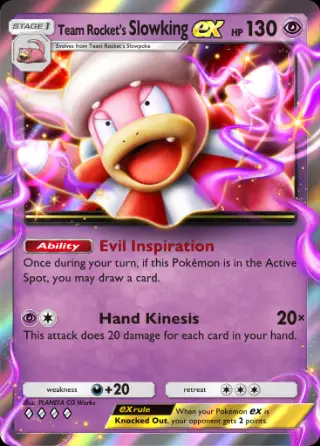 STAGE 1 Team Rocket's Slowking ex HP 130
Evolves from Team Rocket's Slowpoke
Ability Evil Inspiration
Once during your turn, if this Pokémon is in the Active
Spot, you may draw a card.
Hand Kinesis 20×
This attack does 20 damage for each card in your hand.
weakness +20 retreat
Illus. PLANETA CG Works
ex rule When your Pokémon ex is
Knocked Out, your opponent gets 2 points.